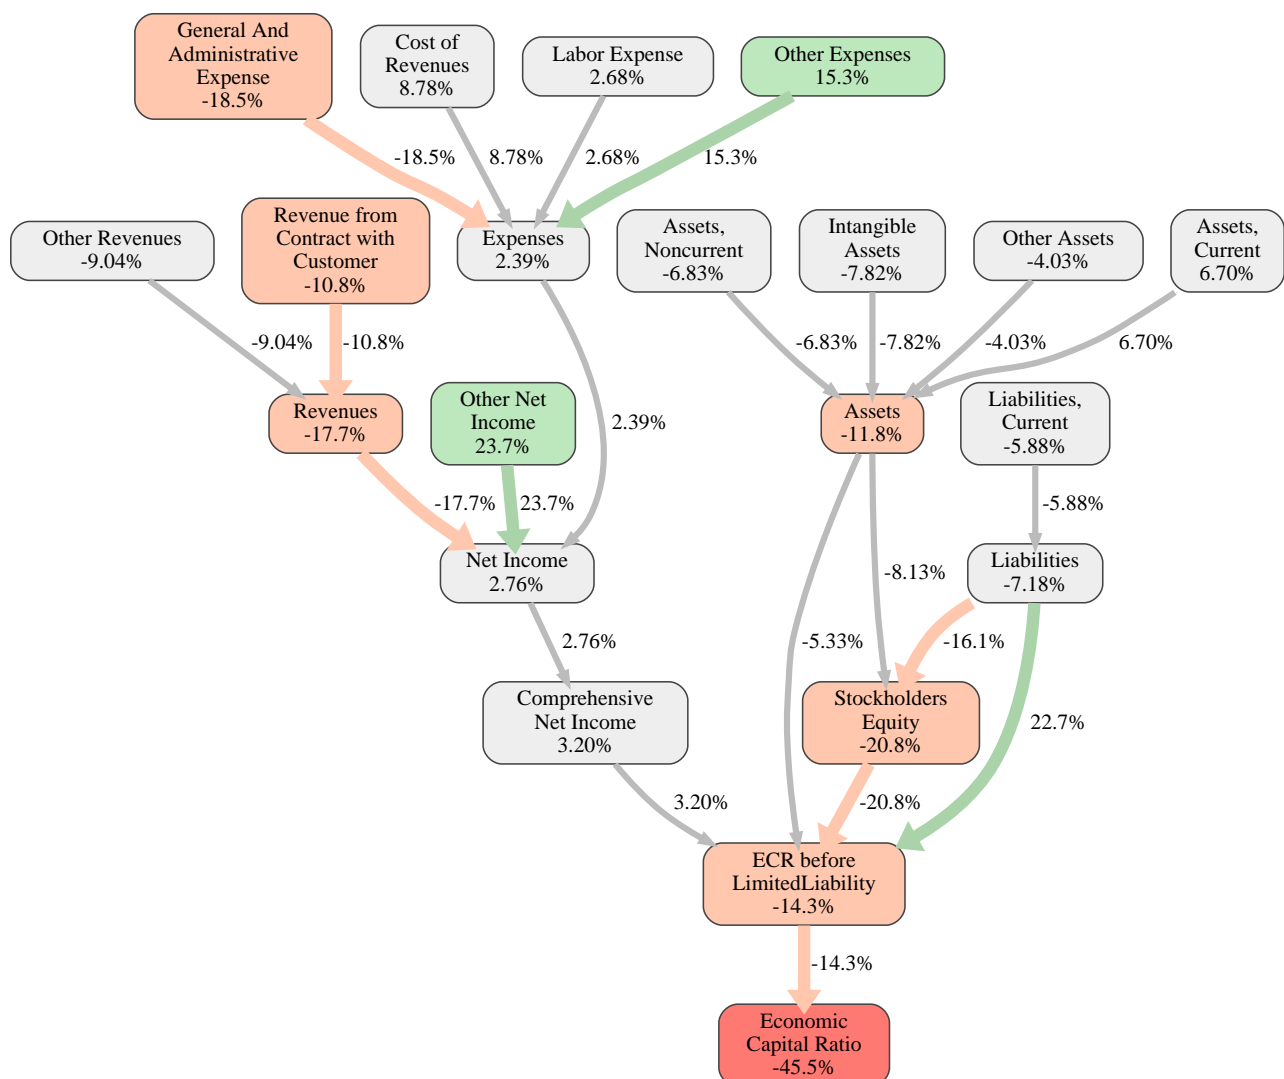 General And
Administrative
Expense
-18.5%
Cost of
Revenues
8.78%
Labor Expense
2.68%
Other Expenses
15.3%
-18.5%
8.78%
2.68%
15.3%
Other Revenues
-9.04%
Revenue from
Contract with
Customer
-10.8%
Expenses
2.39%
Assets,
Noncurrent
-6.83%
Intangible
Assets
-7.82%
Other Assets
-4.03%
Assets,
Current
6.70%
-9.04%
-10.8%
-6.83%
-7.82%
-4.03%
6.70%
Revenues
-17.7%
Other Net
Income
23.7%
2.39%
Assets
-11.8%
Liabilities,
Current
-5.88%
-17.7%
23.7%
-5.88%
Net Income
2.76%
-8.13%
Liabilities
-7.18%
2.76%
-5.33%
-16.1%
Comprehensive
Net Income
3.20%
Stockholders
Equity
-20.8%
22.7%
3.20%
-20.8%
ECR before
LimitedLiability
-14.3%
-14.3%
Economic
Capital Ratio
-45.5%